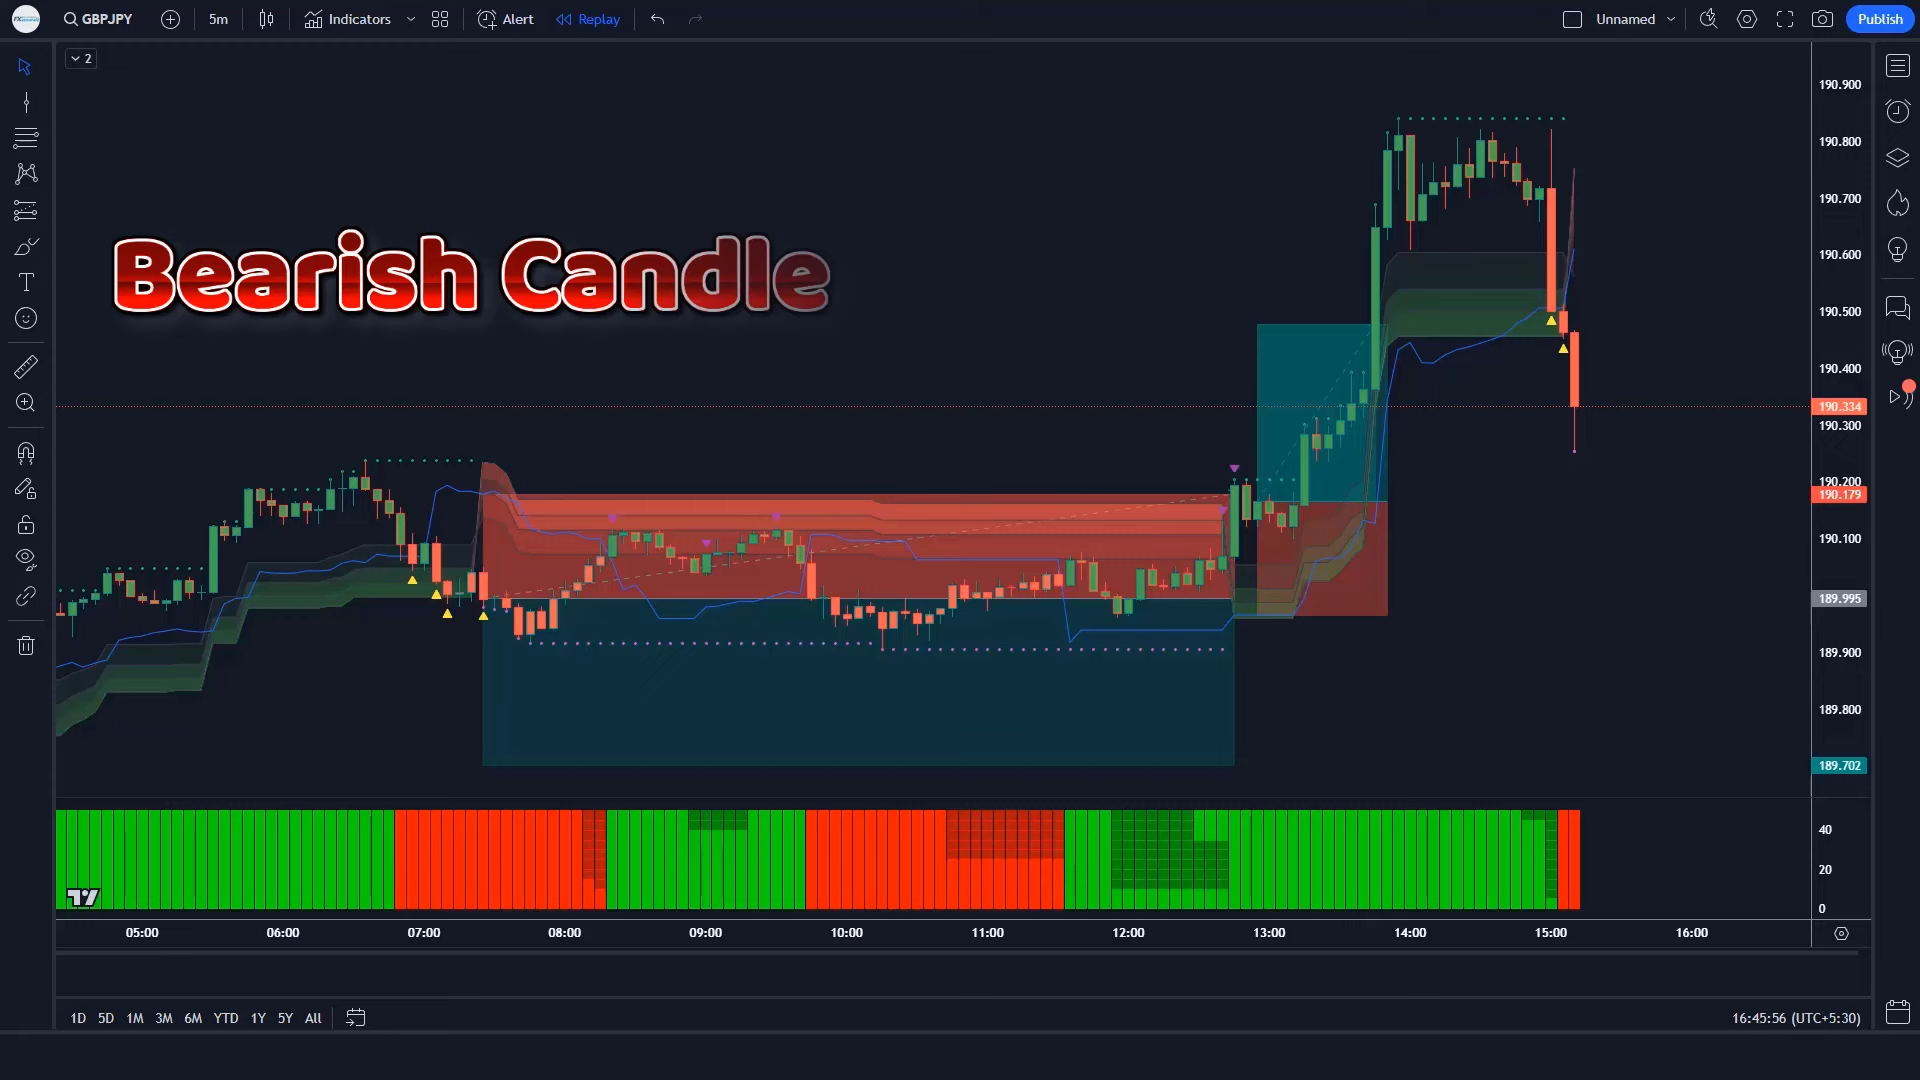 GBPJPY
5m
Indicators
Alert
Replay
Unnamed
Publish
2
Bearish Candle
190.900
190.800
190.700
190.600
190.500
190.400
190.334
190.300
190.200
190.179
190.100
189.995
189.900
189.800
189.702
40
20
0
05:00 06:00 07:00 08:00 09:00 10:00 11:00 12:00 13:00 14:00 15:00 16:00
1D 5D 1M 3M 6M YTD 1Y 5Y All
16:45:56 (UTC+5:30)